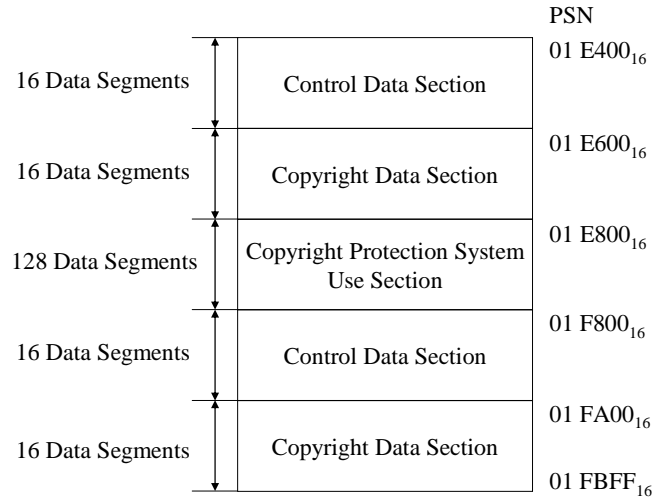 PSN
01 E400₁₆
16 Data Segments
Control Data Section
01 E600₁₆
16 Data Segments
Copyright Data Section
01 E800₁₆
128 Data Segments
Copyright Protection System
Use Section
01 F800₁₆
16 Data Segments
Control Data Section
01 FA00₁₆
16 Data Segments
Copyright Data Section
01 FBFF₁₆